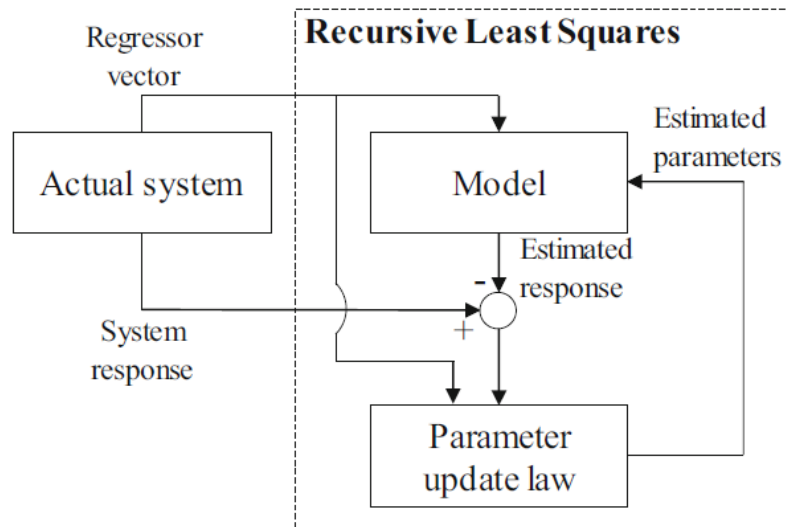 Recursive Least Squares
Regressor
vector
Actual system
Model
Estimated
parameters
Estimated
response
-
+
System
response
Parameter
update law